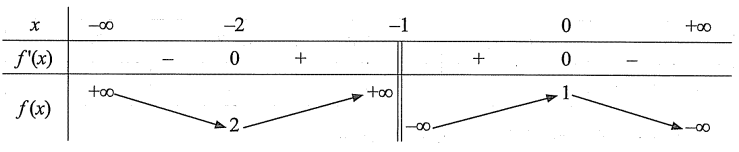 x −∞ −2 −1 0 +∞
f'(x) − 0 + + 0 −
+∞ +∞ 1
f(x)
2 −∞ −∞